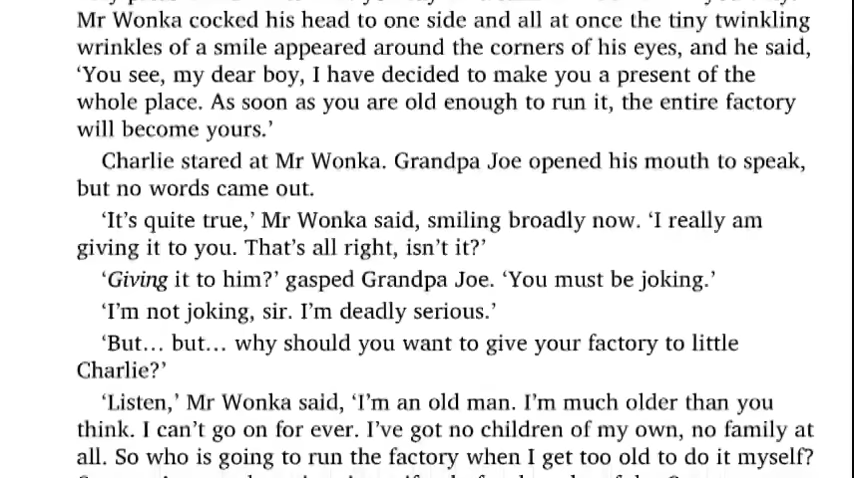 Mr Wonka cocked his head to one side and all at once the tiny twinkling
wrinkles of a smile appeared around the corners of his eyes, and he said,
‘You see, my dear boy, I have decided to make you a present of the
whole place. As soon as you are old enough to run it, the entire factory
will become yours.’
Charlie stared at Mr Wonka. Grandpa Joe opened his mouth to speak,
but no words came out.
‘It’s quite true,’ Mr Wonka said, smiling broadly now. ‘I really am
giving it to you. That’s all right, isn’t it?’
‘Giving it to him?’ gasped Grandpa Joe. ‘You must be joking.’
‘I’m not joking, sir. I’m deadly serious.’
‘But… but… why should you want to give your factory to little
Charlie?’
‘Listen,’ Mr Wonka said, ‘I’m an old man. I’m much older than you
think. I can’t go on for ever. I’ve got no children of my own, no family at
all. So who is going to run the factory when I get too old to do it myself?